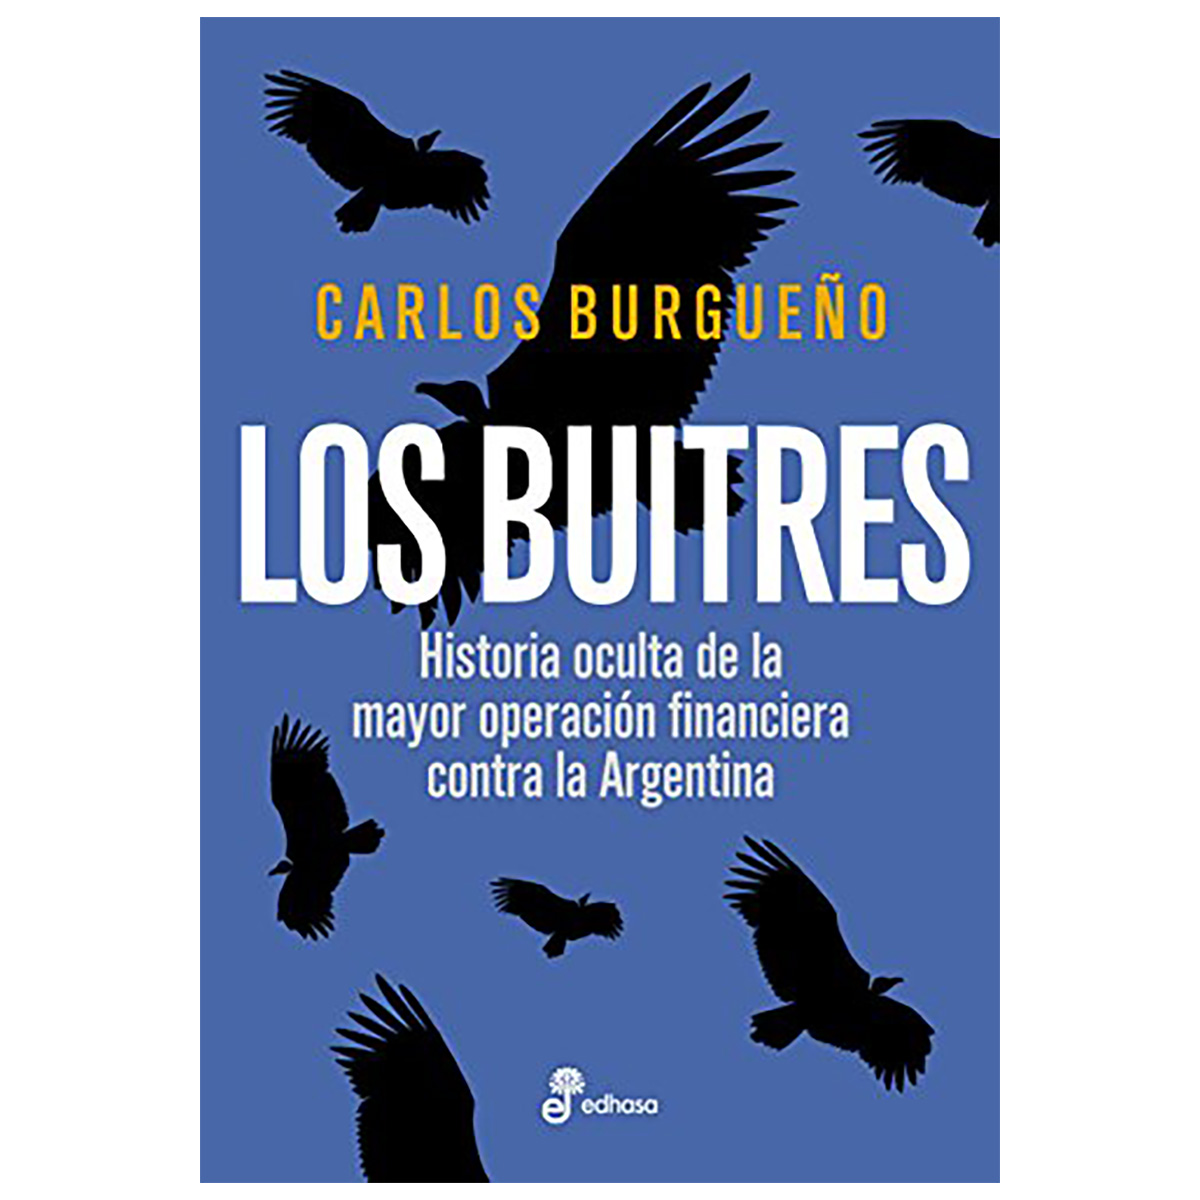 CARLOS BURGUEÑO
LOS BUITRES
Historia oculta de la
mayor operación financiera
contra la Argentina
edhasa